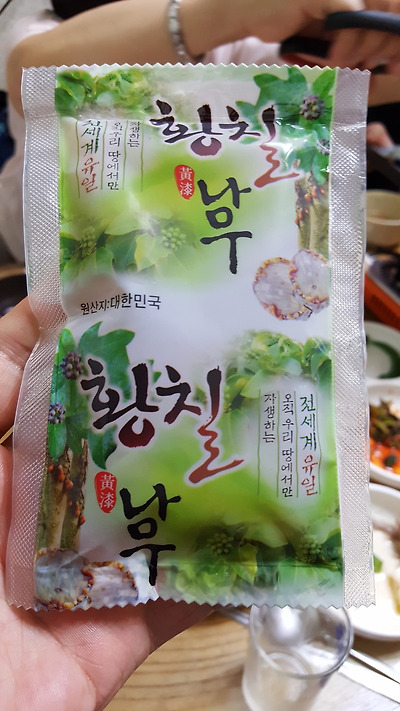 황칠
나무
黃漆
전세계 유일
오직 우리 땅에서만
자생하는
원산지:대한민국
황칠
나무
黃漆
전세계 유일
오직 우리 땅에서만
자생하는